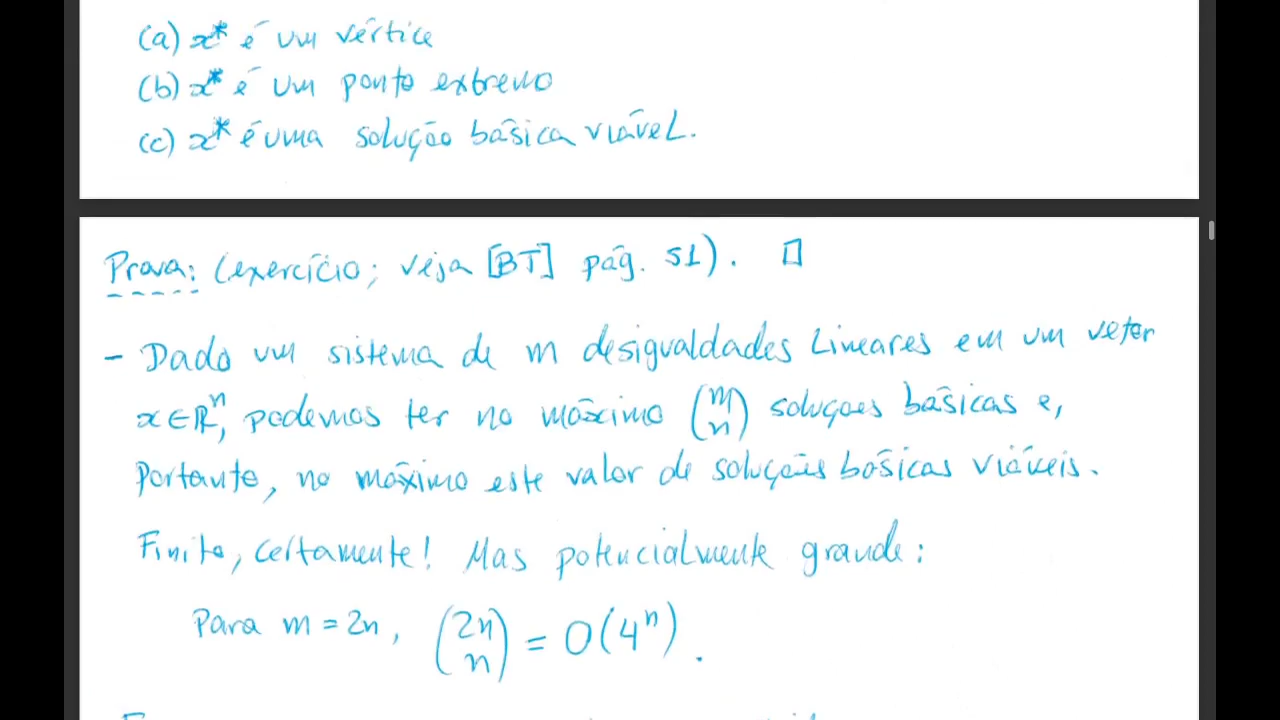 (a) x* é um vértice
(b) x* é um ponto extremo
(c) x* é uma solução básica viável.
Prova: (exercício; veja [BT] pág. 51). □
- Dado um sistema de m desigualdades lineares em um vetor
x ∈ ℝⁿ, podemos ter no máximo (m n) soluções básicas e,
portanto, no máximo este valor de soluções básicas viáveis.
Finito, certamente! Mas potencialmente grande:
Para m = 2n, (2n n) = O(4ⁿ).